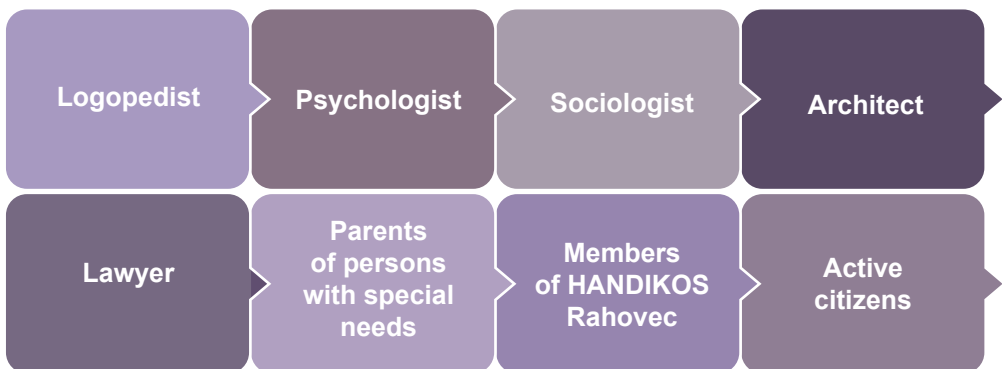 Logopedist
Psychologist
Sociologist
Architect
Lawyer
Parents
of persons
with special
needs
Members
of HANDIKOS
Rahovec
Active
citizens